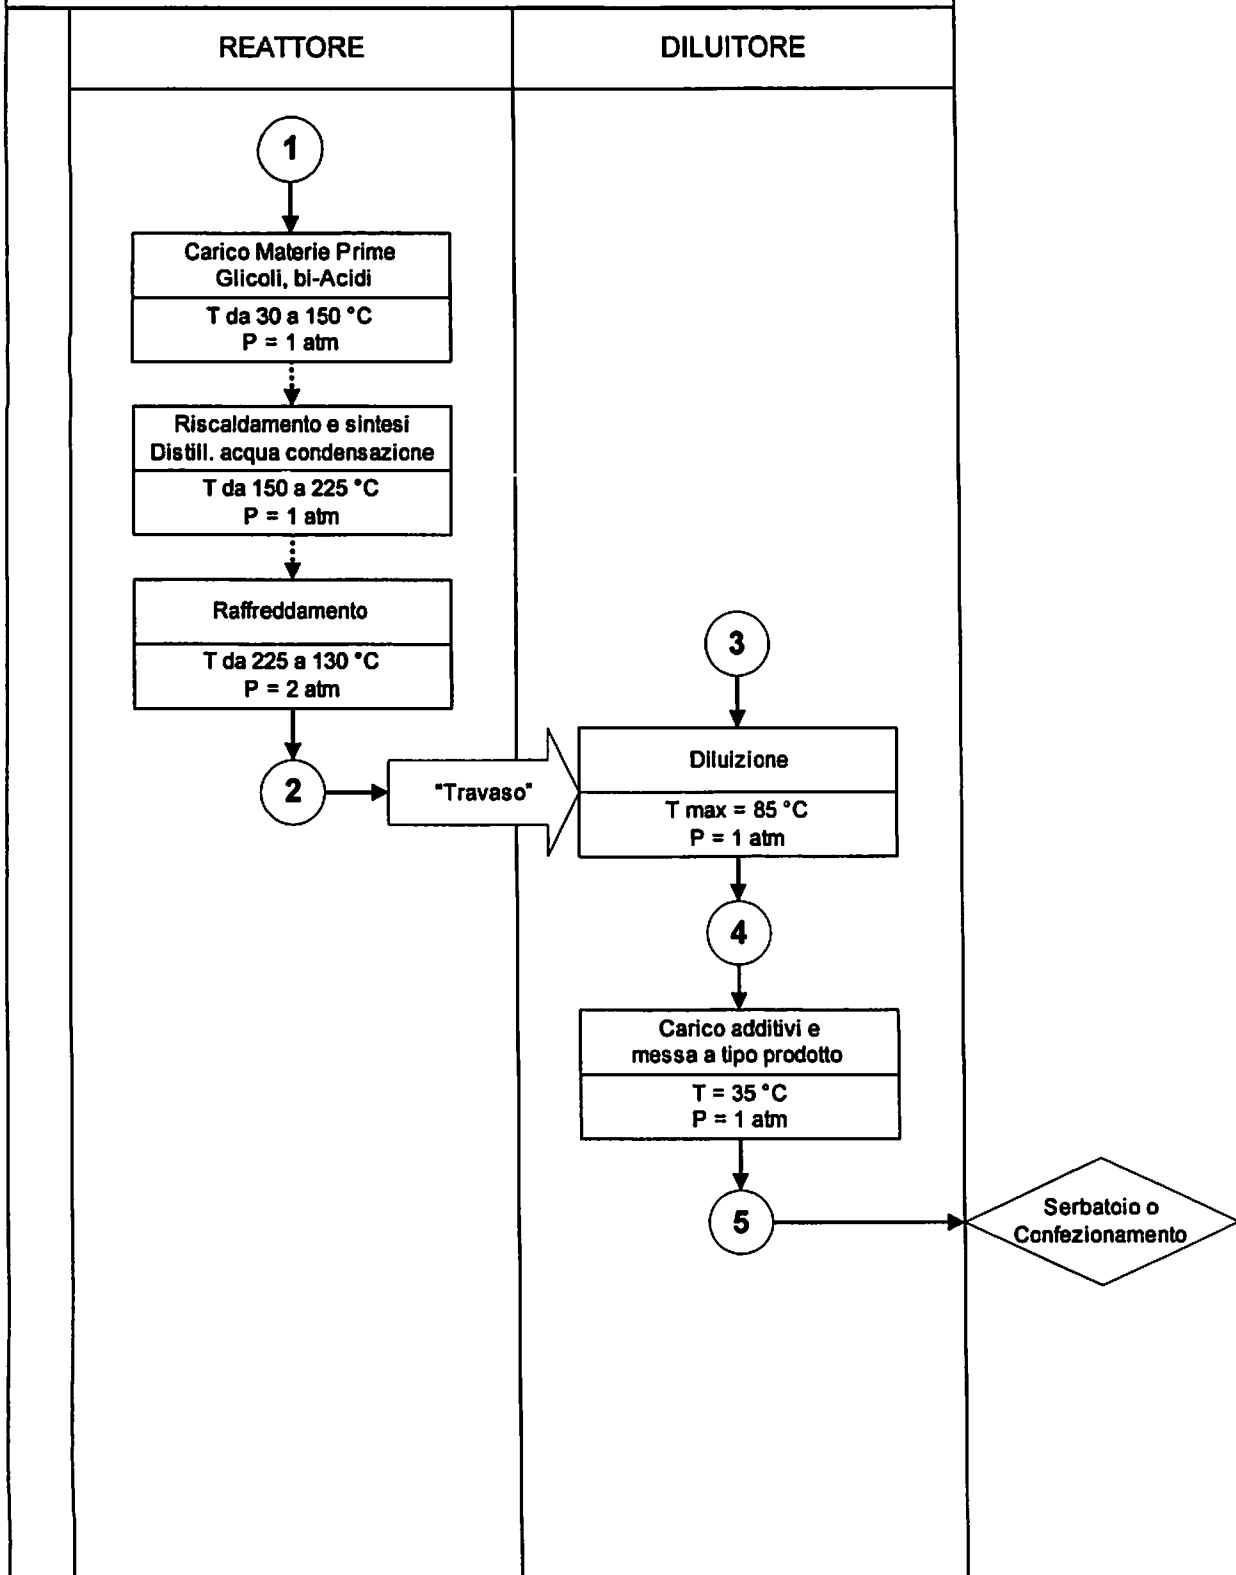 REATTORE
DILUITORE
1
Carico Materie Prime
Glicoli, bi-Acidi
T da 30 a 150 °C
P = 1 atm
Riscaldamento e sintesi
Distill. acqua condensazione
T da 150 a 225 °C
P = 1 atm
Raffreddamento
T da 225 a 130 °C
P = 2 atm
2
"Travaso"
3
Diluizione
T max = 85 °C
P = 1 atm
4
Carico additivi e
messa a tipo prodotto
T = 35 °C
P = 1 atm
5
Serbatoio o
Confezionamento